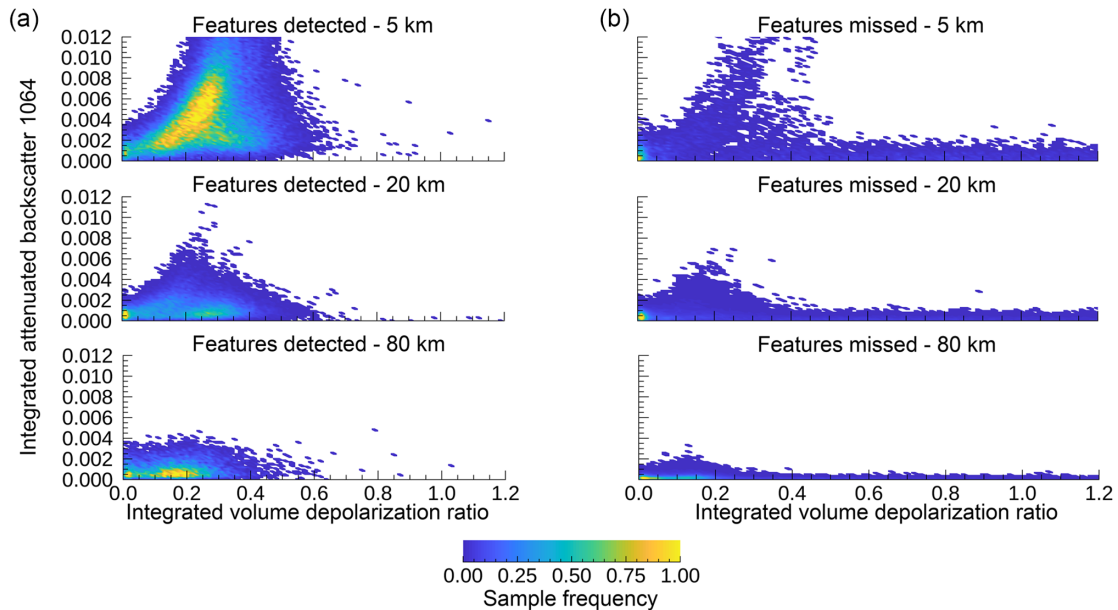 (a)
Features detected - 5 km
(b)
Features missed - 5 km
Integrated attenuated backscatter 1064
0.012
0.010
0.008
0.006
0.004
0.002
0.000
Features detected - 20 km
Features missed - 20 km
0.012
0.010
0.008
0.006
0.004
0.002
0.000
Features detected - 80 km
Features missed - 80 km
0.012
0.010
0.008
0.006
0.004
0.002
0.000
0.0 0.2 0.4 0.6 0.8 1.0 1.2
0.0 0.2 0.4 0.6 0.8 1.0 1.2
Integrated volume depolarization ratio
Integrated volume depolarization ratio
0.00 0.25 0.50 0.75 1.00
Sample frequency